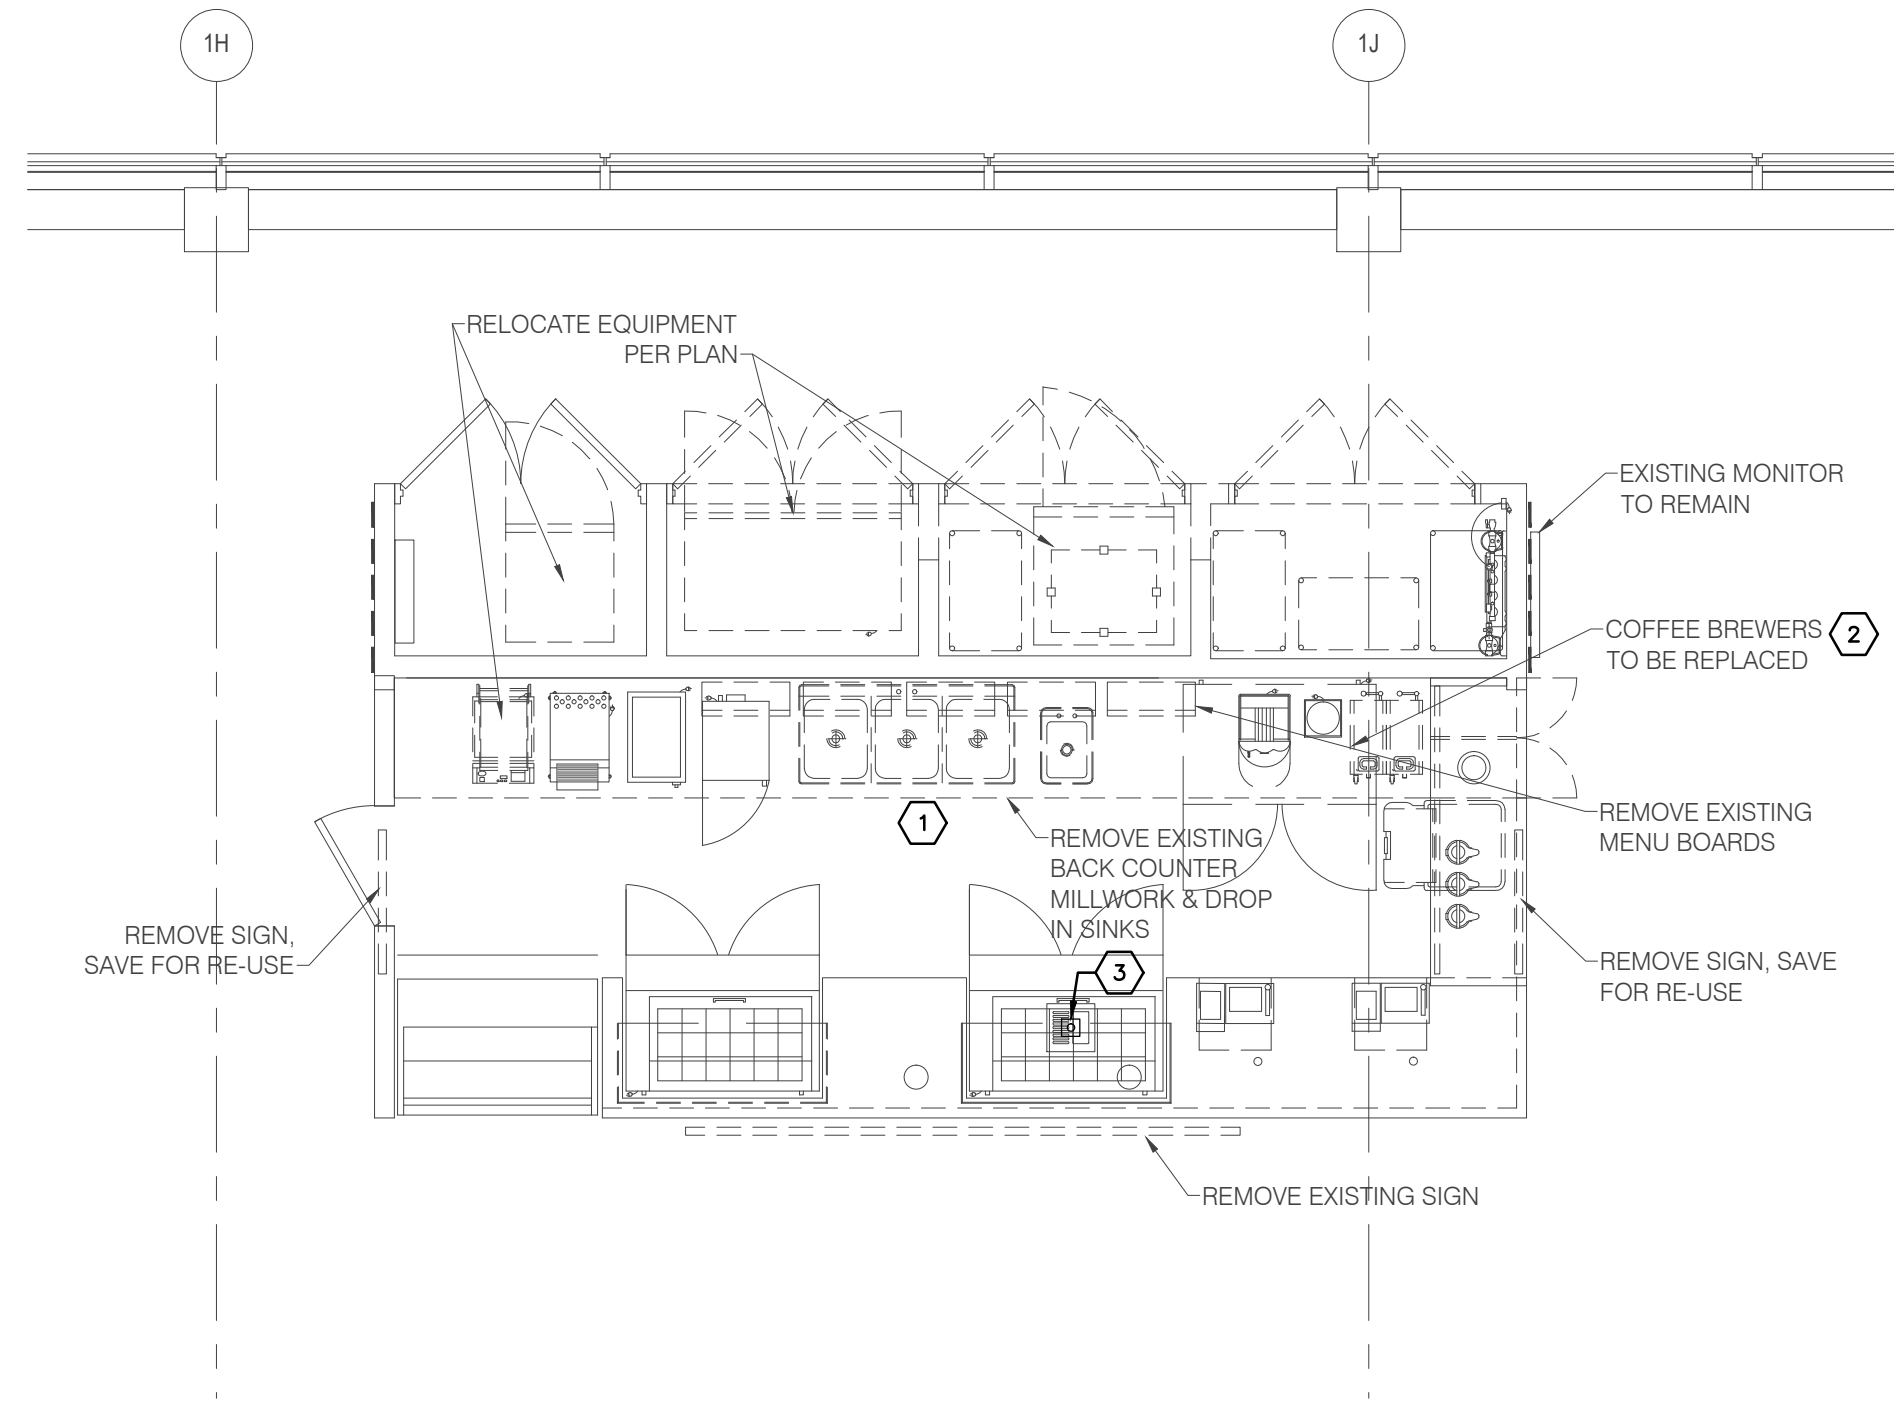 1H
1J
RELOCATE EQUIPMENT
PER PLAN
EXISTING MONITOR
TO REMAIN
COFFEE BREWERS
TO BE REPLACED
2
REMOVE EXISTING
MENU BOARDS
1
REMOVE EXISTING
BACK COUNTER
MILLWORK & DROP
IN SINKS
REMOVE SIGN,
SAVE FOR RE-USE
3
REMOVE SIGN, SAVE
FOR RE-USE
REMOVE EXISTING SIGN